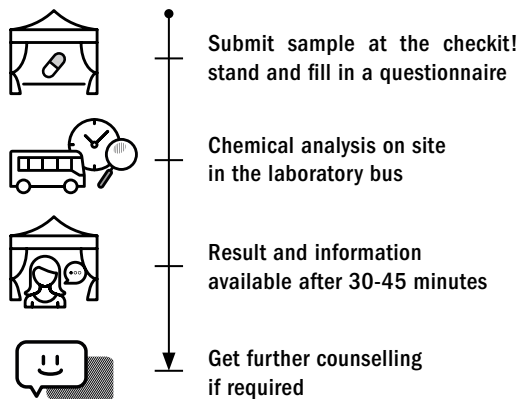 Submit sample at the checkit!
stand and fill in a questionnaire
Chemical analysis on site
in the laboratory bus
Result and information
available after 30-45 minutes
Get further counselling
if required